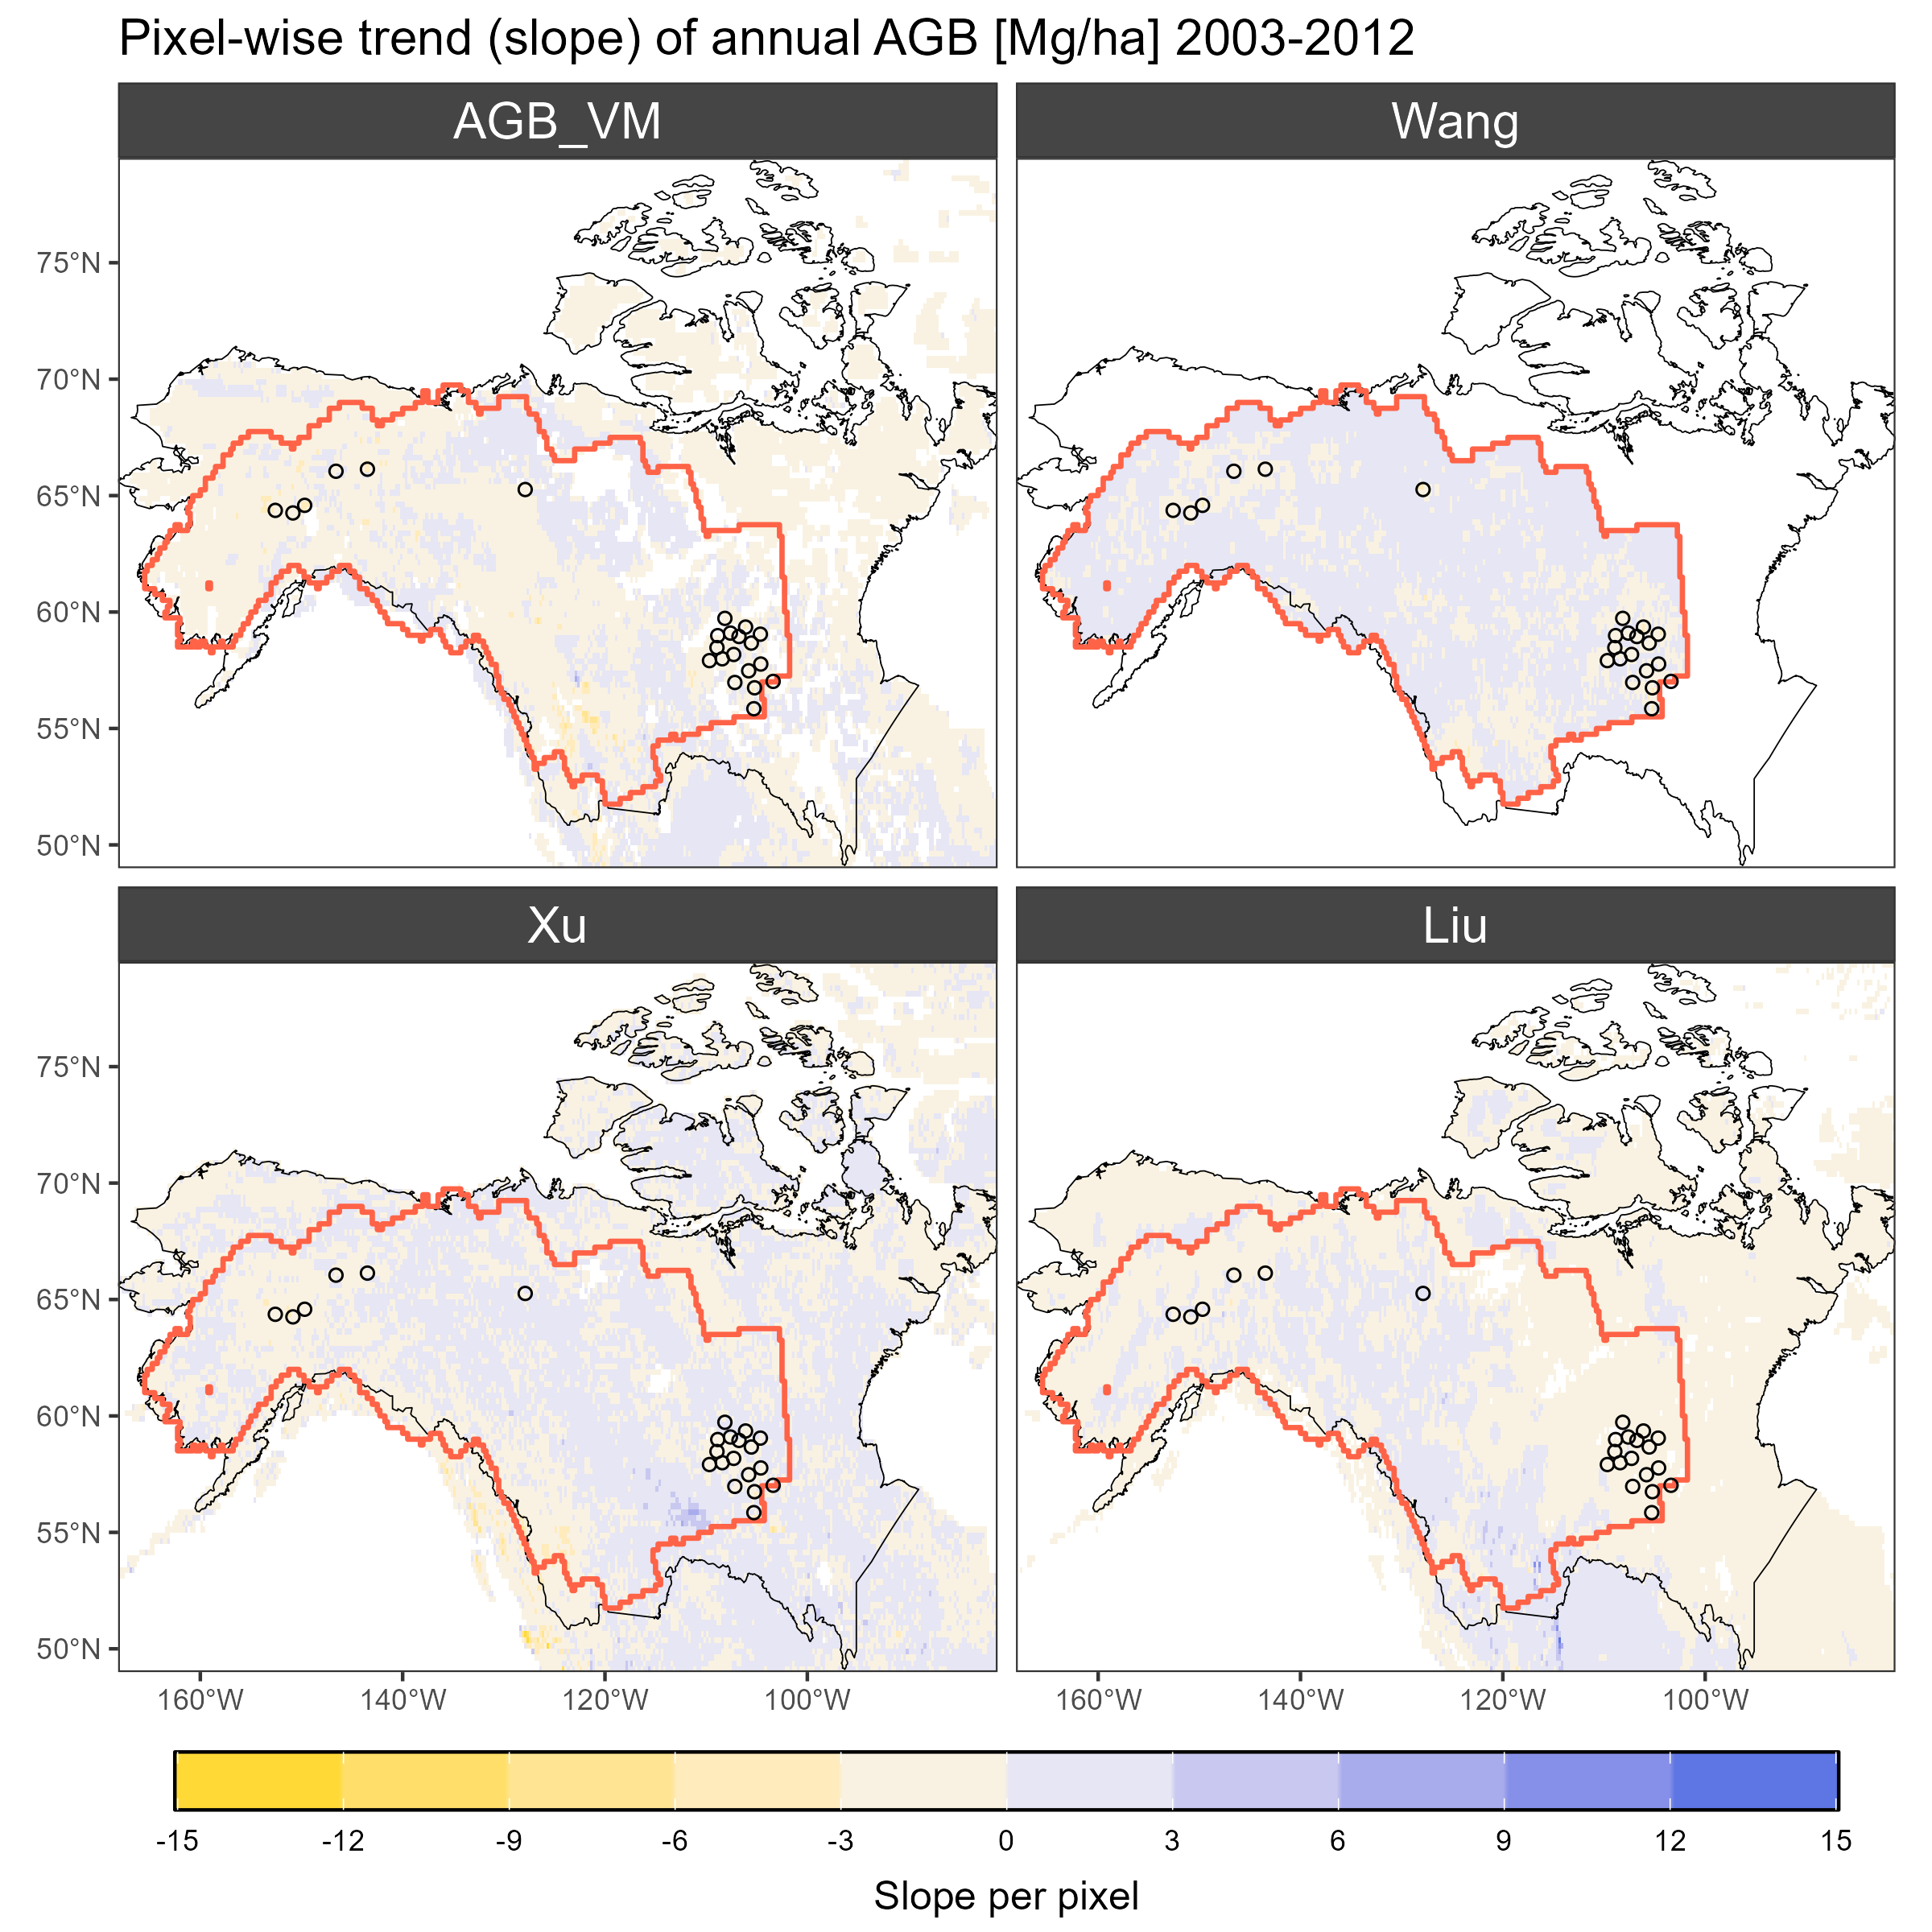 Pixel-wise trend (slope) of annual AGB [Mg/ha] 2003-2012
AGB_VM
Wang
75°N
70°N
65°N
60°N
55°N
50°N
Xu
Liu
75°N
70°N
65°N
60°N
55°N
50°N
160°W 140°W 120°W 100°W
160°W 140°W 120°W 100°W
-15 -12 -9 -6 -3 0 3 6 9 12 15
Slope per pixel